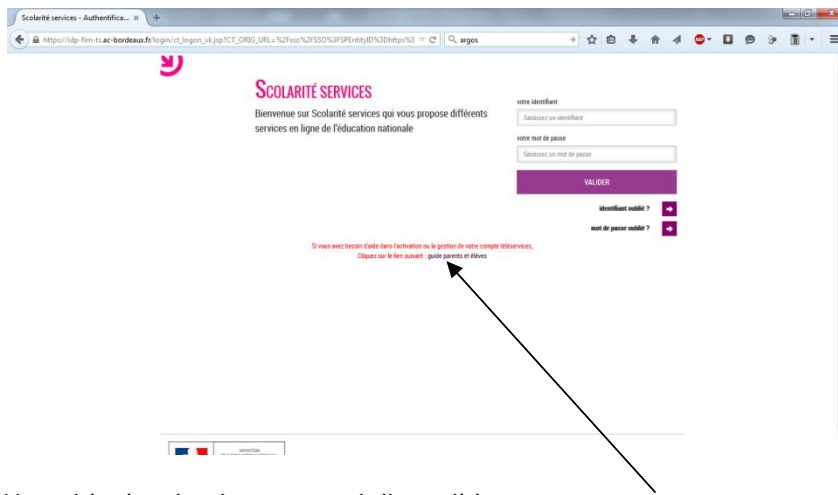 Scolarité services - Authentifica... × +
https://idp-fim-ts.ac-bordeaux.fr/login/ct_logon_vk.jsp?CT_ORIG_URL=%2Fsso%2FSSO%3FSPEntityID%3Dhttps%3 argos
SCOLARITÉ SERVICES
Bienvenue sur Scolarité services qui vous propose différents
services en ligne de l'éducation nationale
votre identifiant
Saisissez un identifiant
votre mot de passe
Saisissez un mot de passe
VALIDER
identifiant oublié ?
mot de passe oublié ?
Si vous avez besoin d'aide dans l'activation ou la gestion de votre compte téléservices,
Cliquez sur le lien suivant : guide parents et élèves